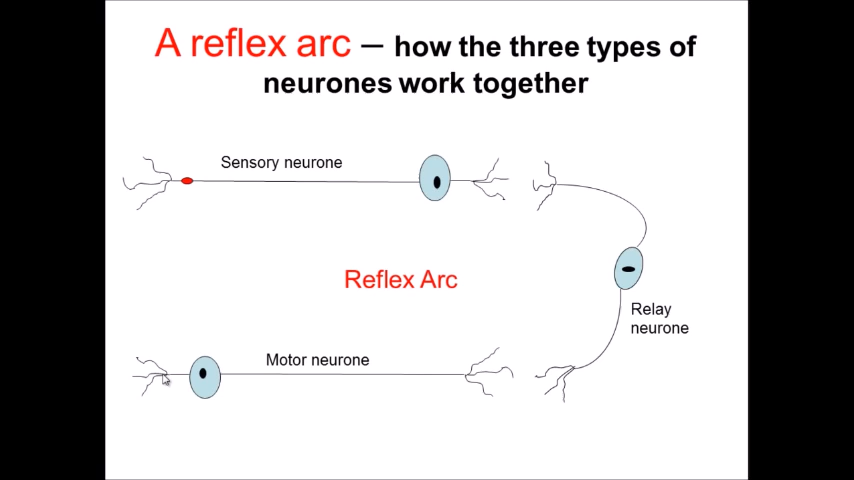 A reflex arc – how the three types of
neurones work together
Sensory neurone
Reflex Arc
Relay
neurone
Motor neurone